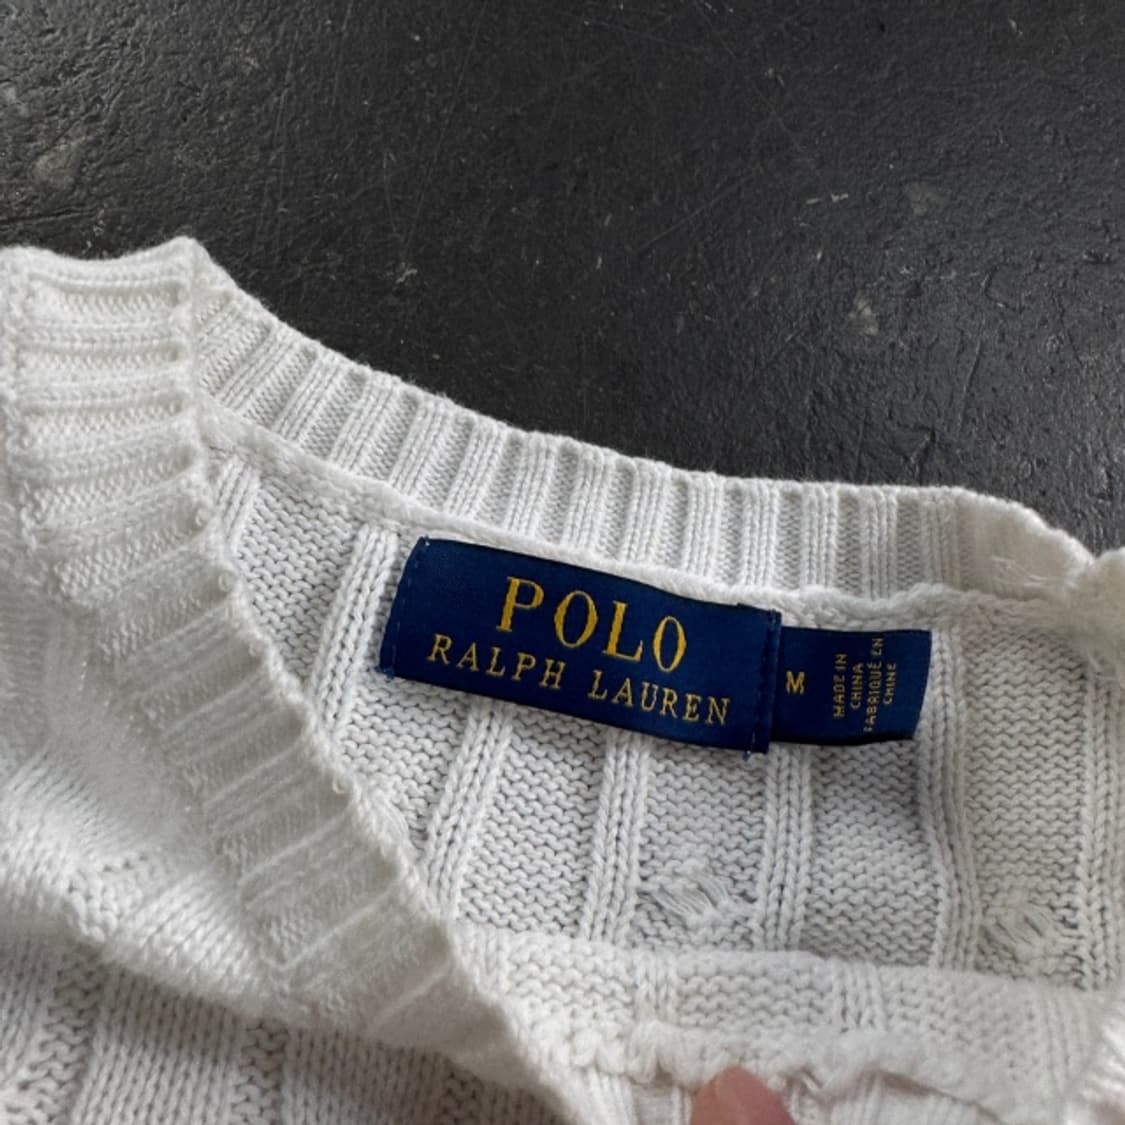 POLO
RALPH LAUREN
M
MADE IN
CHINA
FABRIQUÉ EN
CHINE